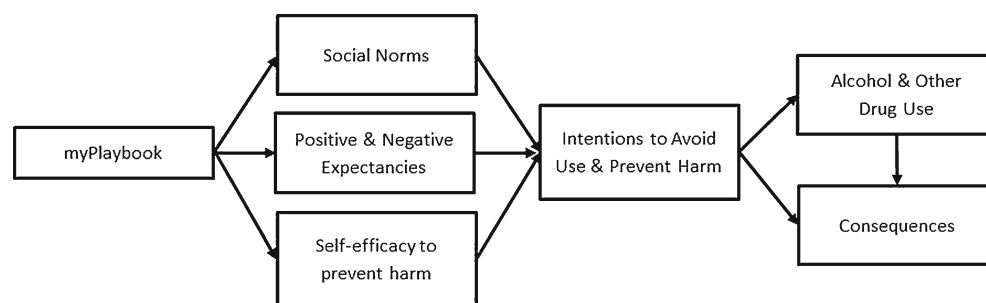 myPlaybook
Social Norms
Positive & Negative
Expectancies
Self-efficacy to
prevent harm
Intentions to Avoid
Use & Prevent Harm
Alcohol & Other
Drug Use
Consequences